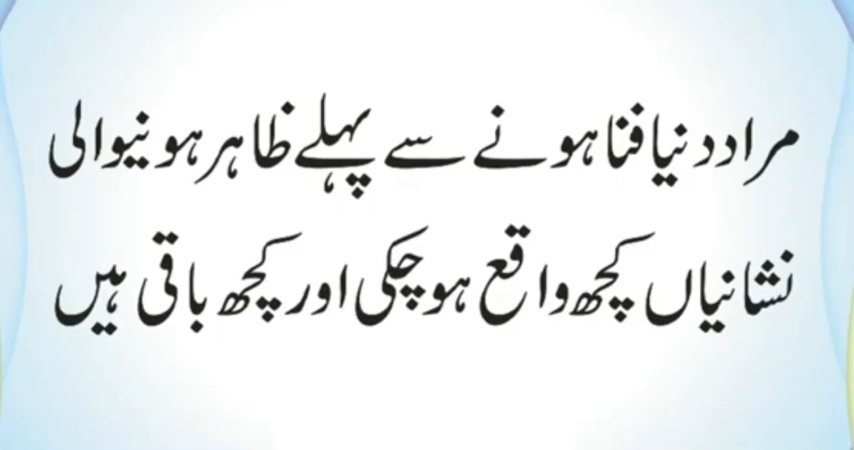 مراد دنیا فنا ہونے سے پہلے ظاہر ہونیوالی
نشانیاں کچھ واقع ہو چکی اور کچھ باقی ہیں